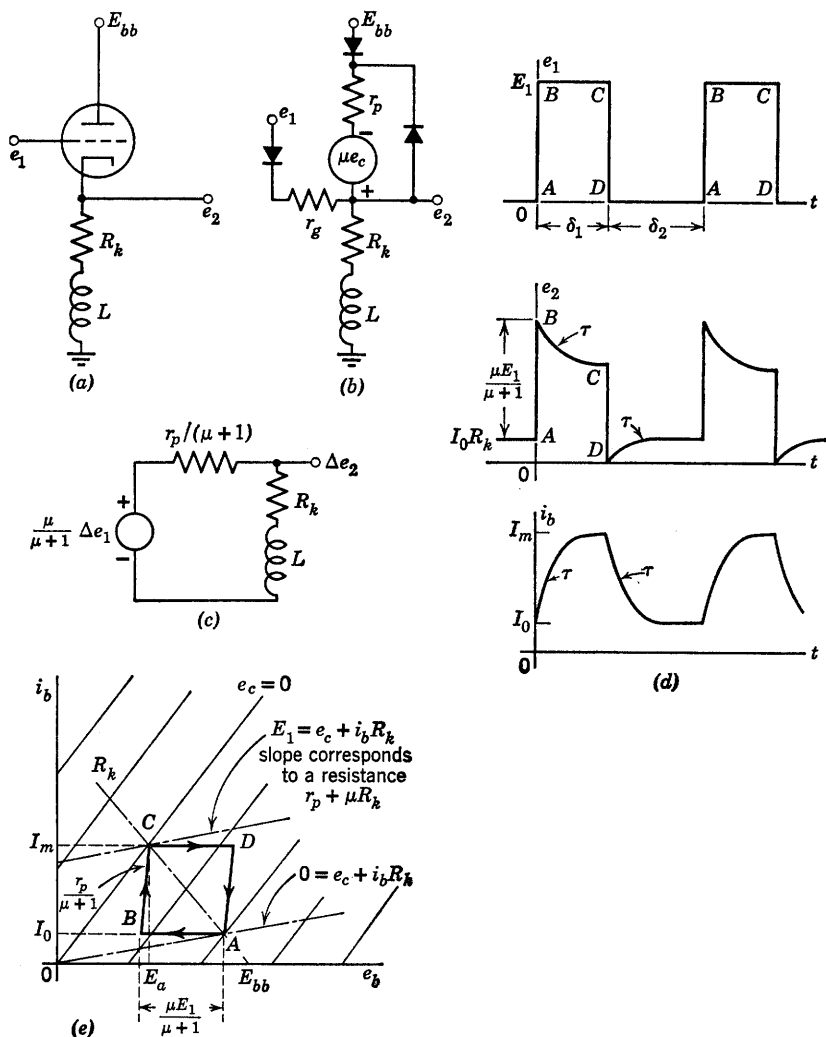 E_bb
e_1
e_2
R_k
L
(a)
E_bb
r_p
e_1
μe_c
-
+
r_g
e_2
R_k
L
(b)
r_p/(μ+1)
Δe_2
+
-
μ/(μ+1) Δe_1
R_k
L
(c)
e_1
E_1
B C B C
A D A D
0 t
δ_1 δ_2
e_2
B
τ
μE_1/(μ+1)
C
I_0R_k
A
τ
D
0 t
i_b
I_m
τ τ
I_0
0 t
(d)
i_b
e_c = 0
E_1 = e_c + i_bR_k
slope corresponds
to a resistance
r_p + μR_k
R_k
C
I_m
D
0 = e_c + i_bR_k
r_p/(μ+1)
B
I_0
A
0 E_a E_bb e_b
μE_1/(μ+1)
(e)